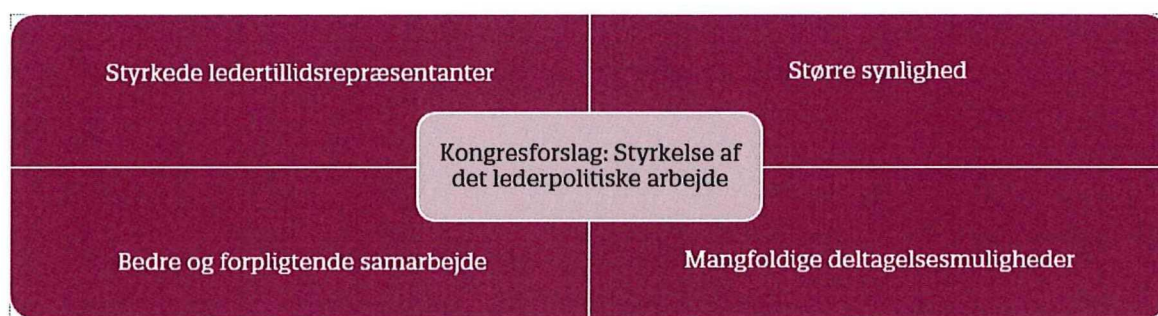 Styrkede ledertillidsrepræsentanter
Større synlighed
Kongresforslag: Styrkelse af
det lederpolitiske arbejde
Bedre og forpligtende samarbejde
Mangfoldige deltagelsesmuligheder